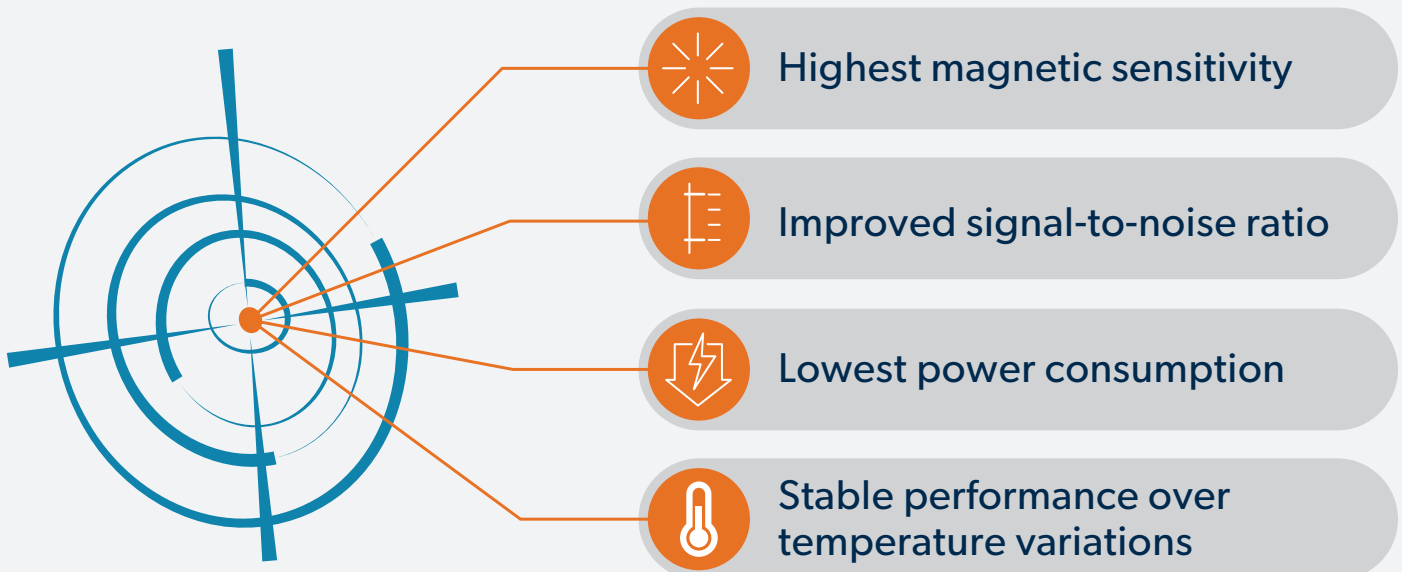 Highest magnetic sensitivity
Improved signal-to-noise ratio
Lowest power consumption
Stable performance over
temperature variations